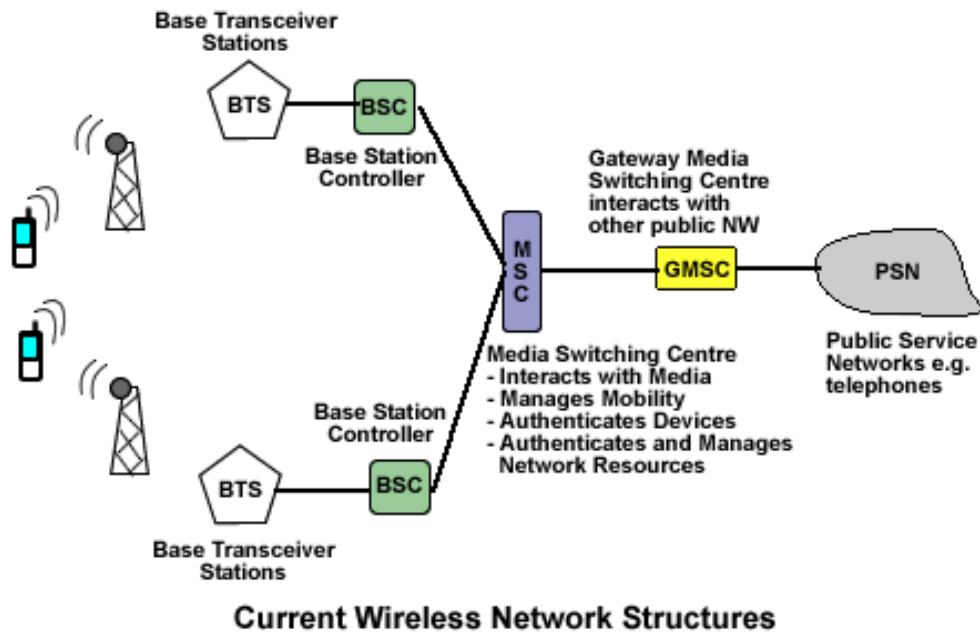 Base Transceiver
Stations
BTS
BSC
Base Station
Controller
Gateway Media
Switching Centre
interacts with
other public NW
M
S
C
GMSC
PSN
Public Service
Networks e.g.
telephones
Media Switching Centre
- Interacts with Media
- Manages Mobility
- Authenticates Devices
- Authenticates and Manages
Network Resources
Base Station
Controller
BTS
BSC
Base Transceiver
Stations
Current Wireless Network Structures